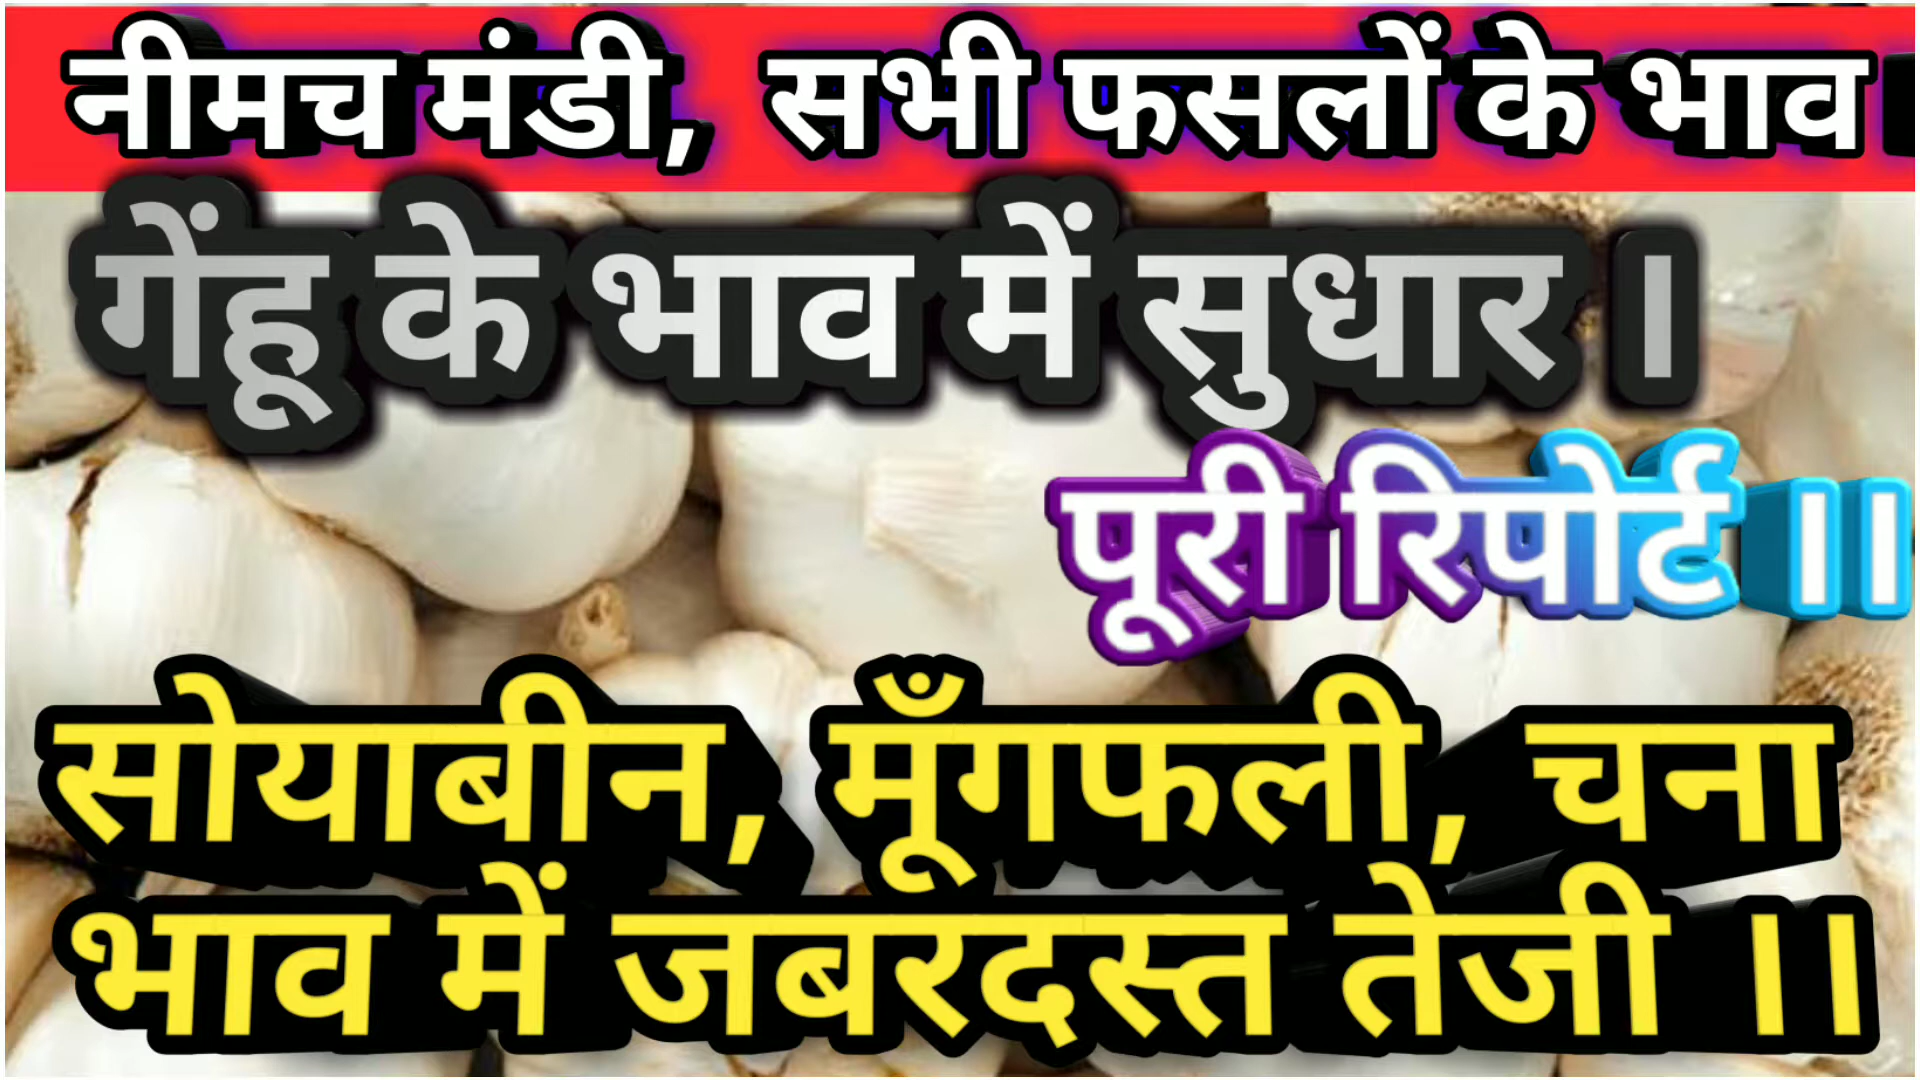 नीमच मंडी, सभी फसलों के भाव
गेंहू के भाव में सुधार ।
पूरी रिपोर्ट ।।
सोयाबीन, मूँगफली, चना
भाव में जबरदस्त तेजी ।।